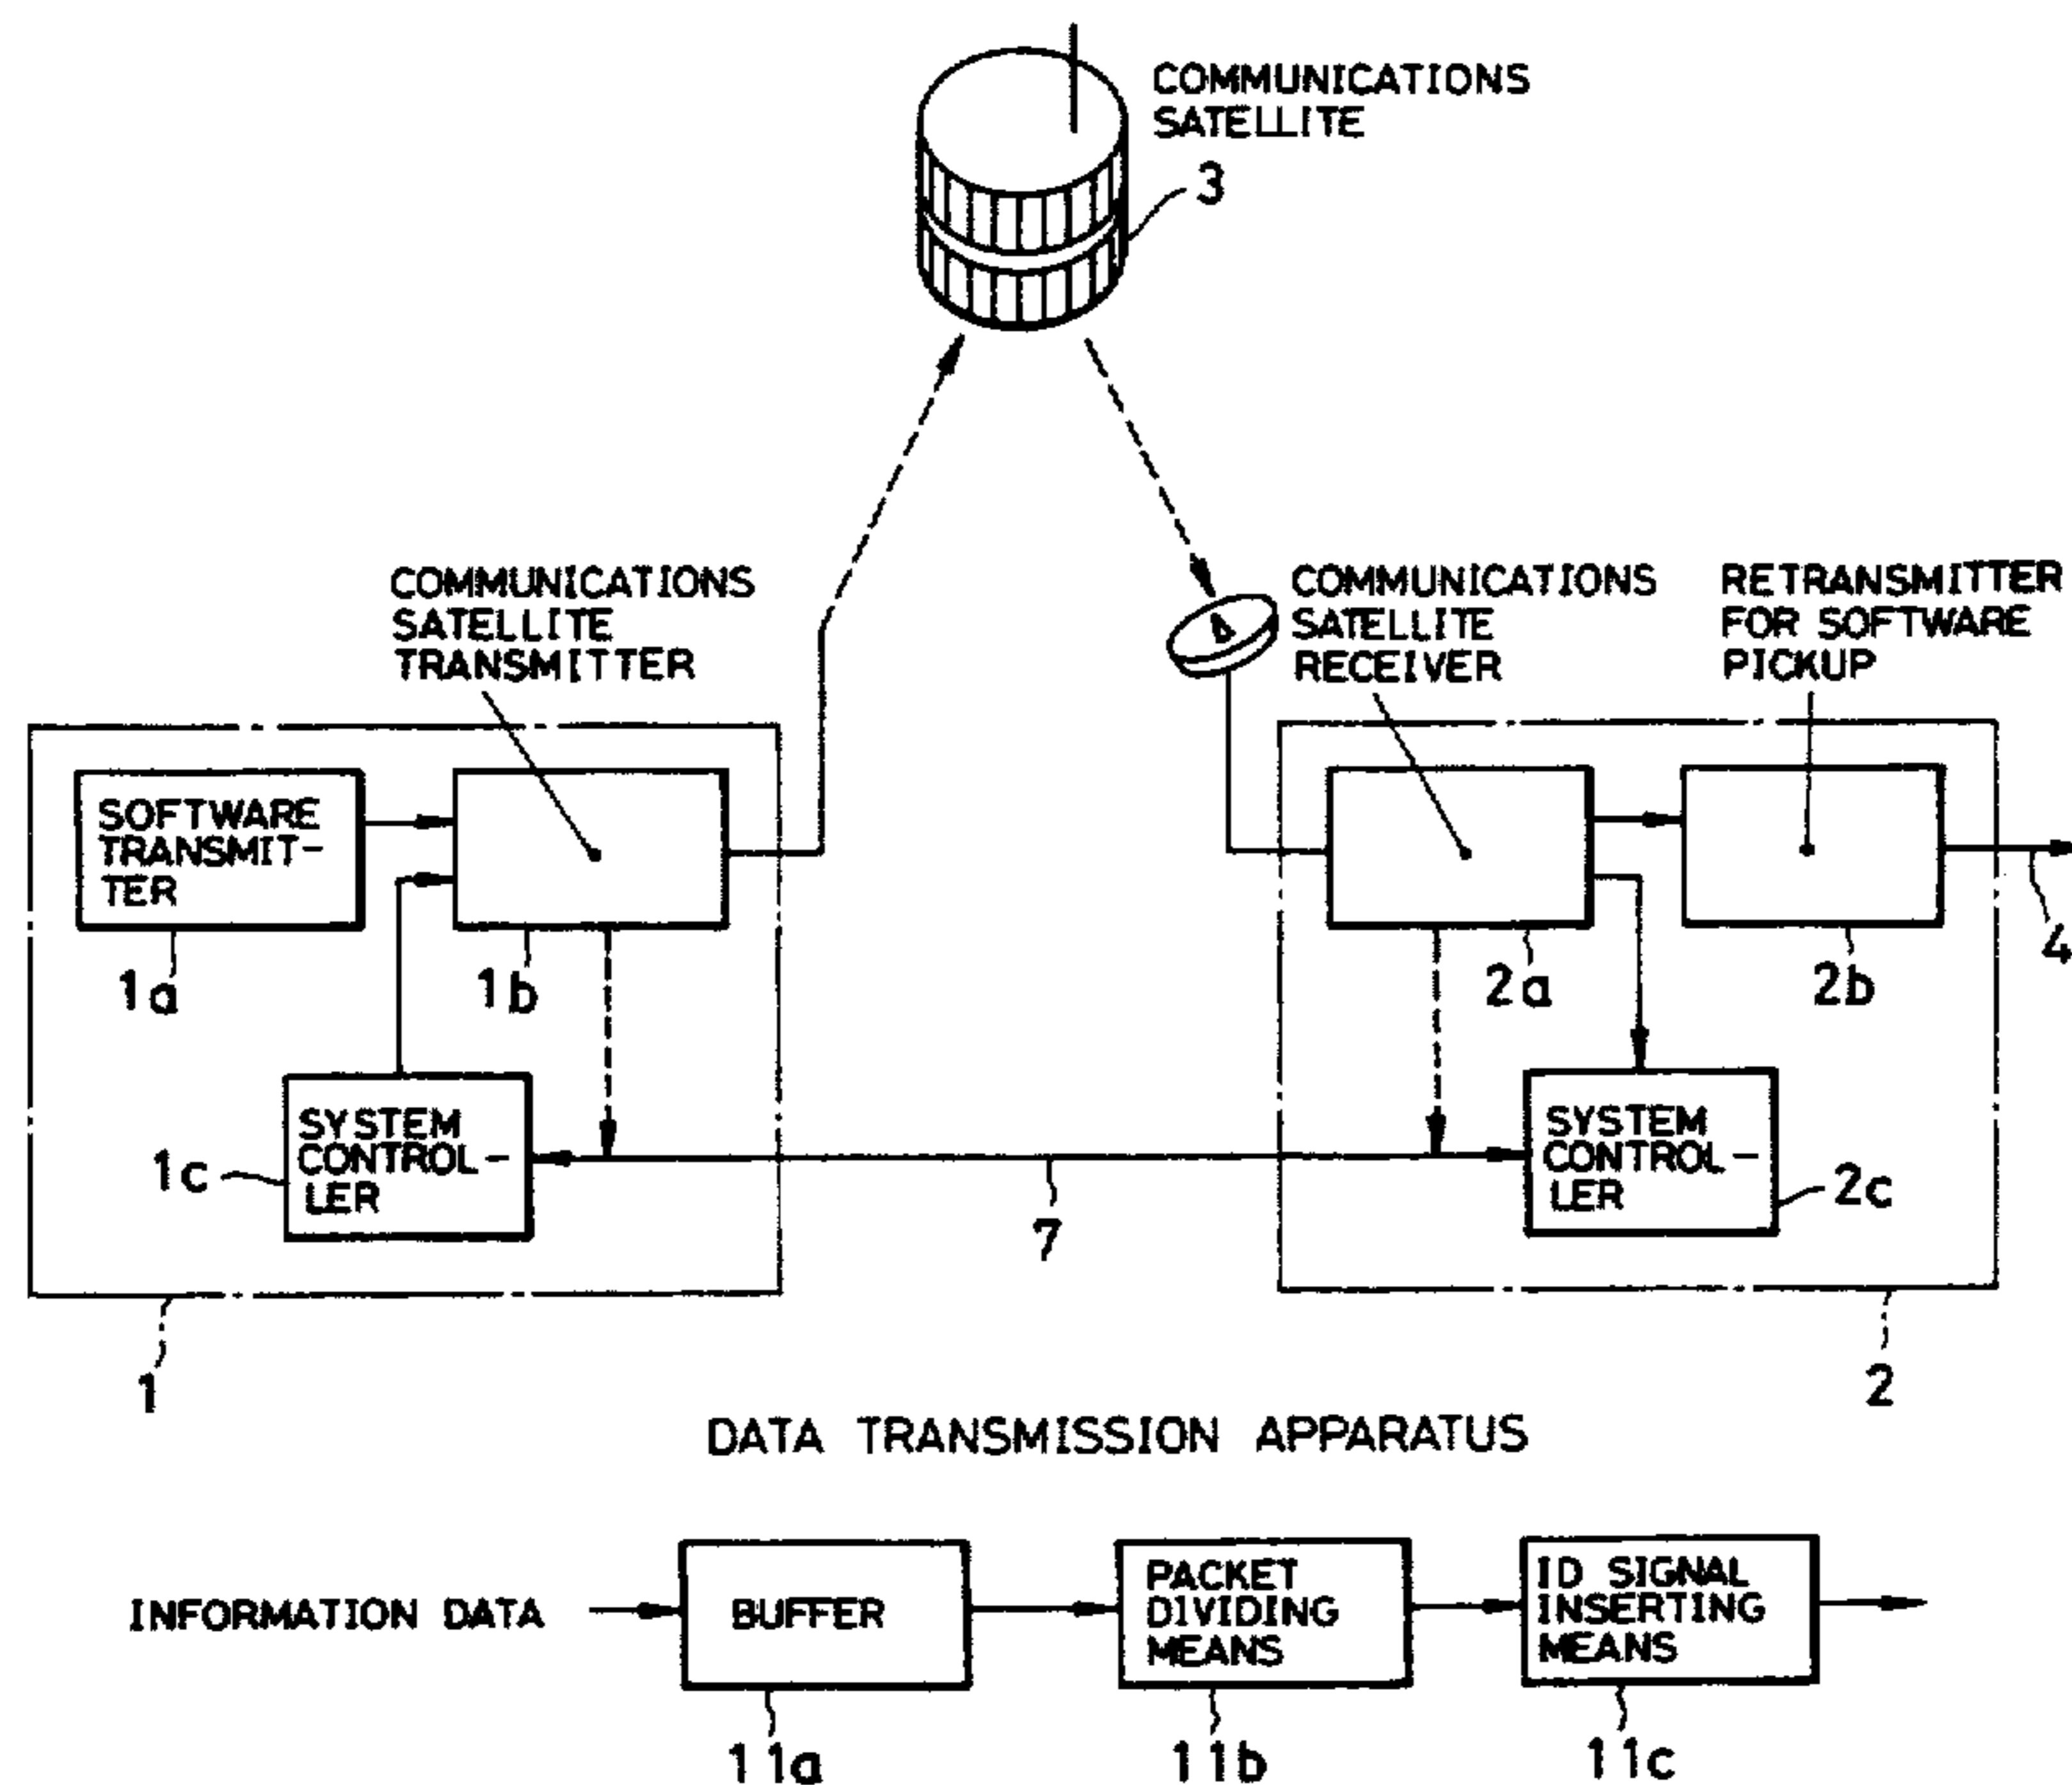 COMMUNICATIONS
SATELLITE
3
COMMUNICATIONS
SATELLITE
TRANSMITTER
COMMUNICATIONS
SATELLITE
RECEIVER
RETRANSMITTER
FOR SOFTWARE
PICKUP
SOFTWARE
TRANSMIT-
TER
1a
1b
2a
2b
4
SYSTEM
CONTROL-
LER
1c
7
SYSTEM
CONTROL-
LER
2c
1
2
DATA TRANSMISSION APPARATUS
INFORMATION DATA
BUFFER
PACKET
DIVIDING
MEANS
ID SIGNAL
INSERTING
MEANS
11a
11b
11c